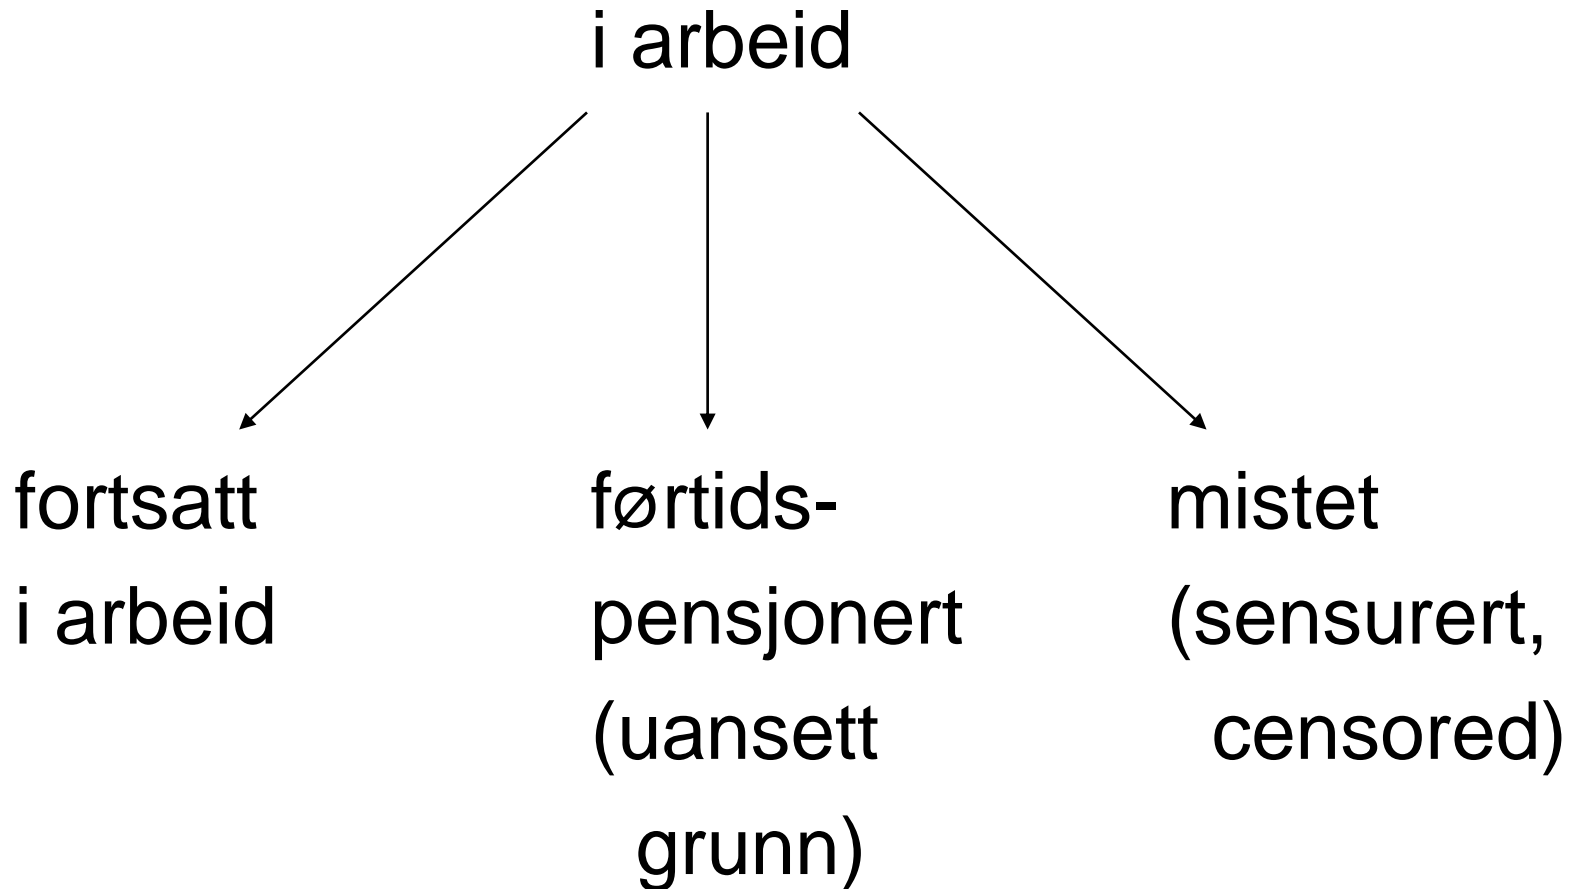 i arbeid
fortsatt
i arbeid
førtids-
pensjonert
(uansett
grunn)
mistet
(sensurert,
censored)